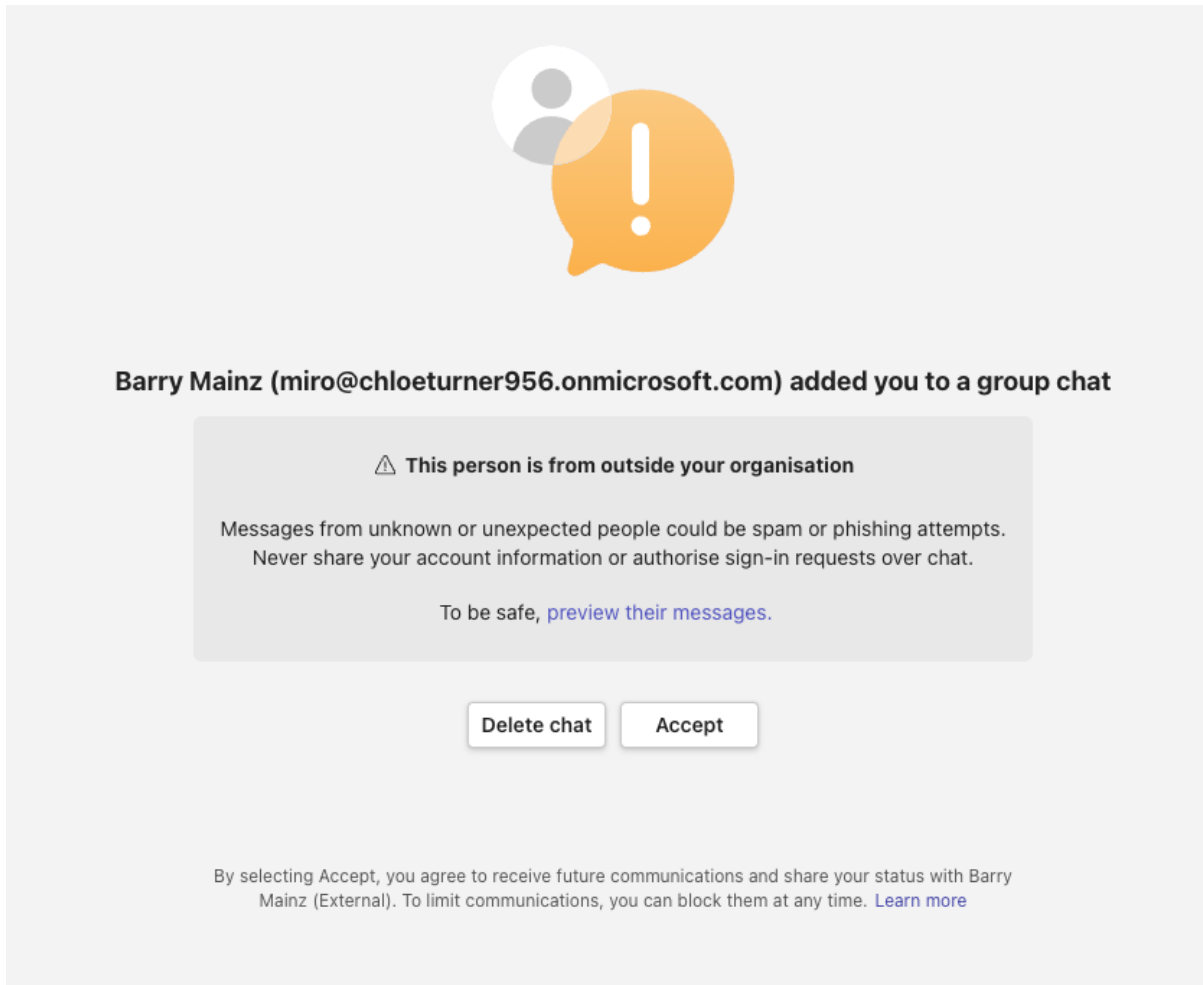 Barry Mainz (miro@chloeturner956.onmicrosoft.com) added you to a group chat
This person is from outside your organisation
Messages from unknown or unexpected people could be spam or phishing attempts.
Never share your account information or authorise sign-in requests over chat.
To be safe, preview their messages.
Delete chat Accept
By selecting Accept, you agree to receive future communications and share your status with Barry
Mainz (External). To limit communications, you can block them at any time. Learn more